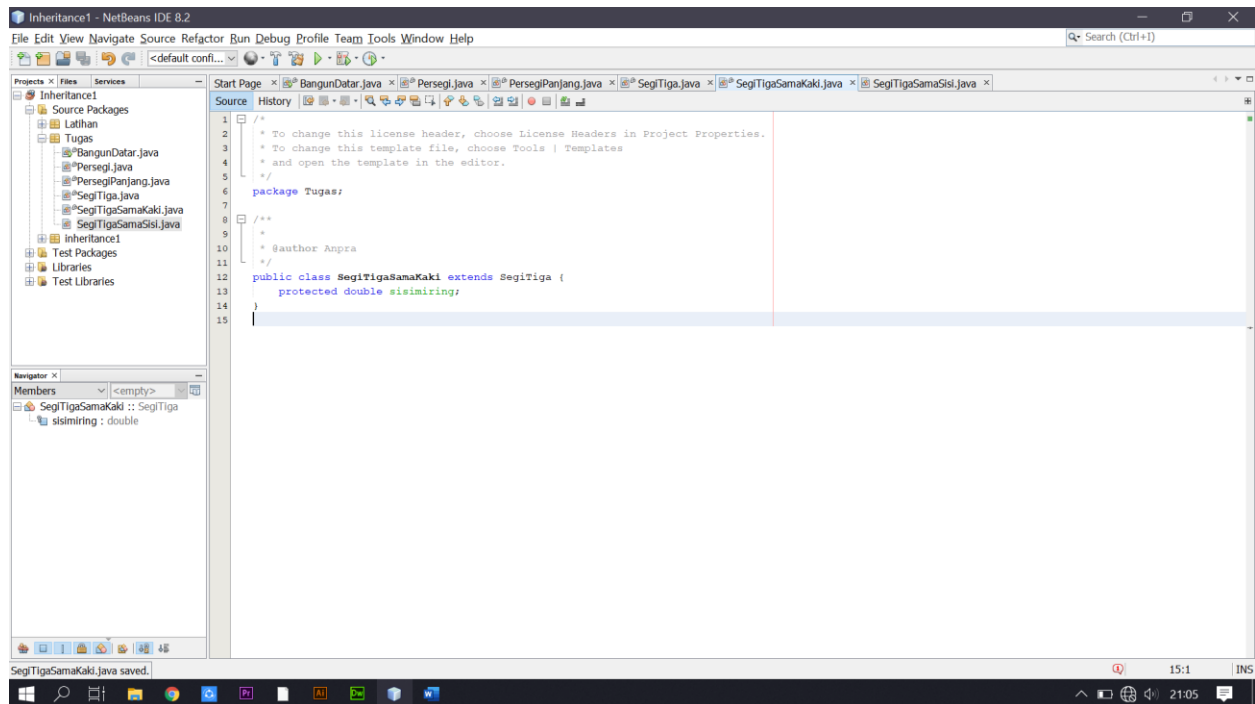 Inheritance1 - NetBeans IDE 8.2
File Edit View Navigate Source Refactor Run Debug Profile Team Tools Window Help
Search (Ctrl+I)
<default confi...
Projects Files Services
Start Page BangunDatar.java Persegi.java PersegiPanjang.java SegiTiga.java SegiTigaSamaKaki.java SegiTigaSamaSisi.java
Inheritance1
Source Packages
Latihan
Tugas
BangunDatar.java
Persegi.java
PersegiPanjang.java
SegiTiga.java
SegiTigaSamaKaki.java
SegiTigaSamaSisi.java
inheritance1
Test Packages
Libraries
Test Libraries
Source History
1 /*
2 * To change this license header, choose License Headers in Project Properties.
3 * To change this template file, choose Tools | Templates
4 * and open the template in the editor.
5 */
6 package Tugas;
7
8 /**
9 *
10 * @author Anpra
11 */
12 public class SegiTigaSamaKaki extends SegiTiga {
13 protected double sisimiring;
14 }
15
Navigator
Members <empty>
SegiTigaSamaKaki :: SegiTiga
sisimiring : double
SegiTigaSamaKaki.java saved.
15:1 INS
Pr Ai Dw W
21:05